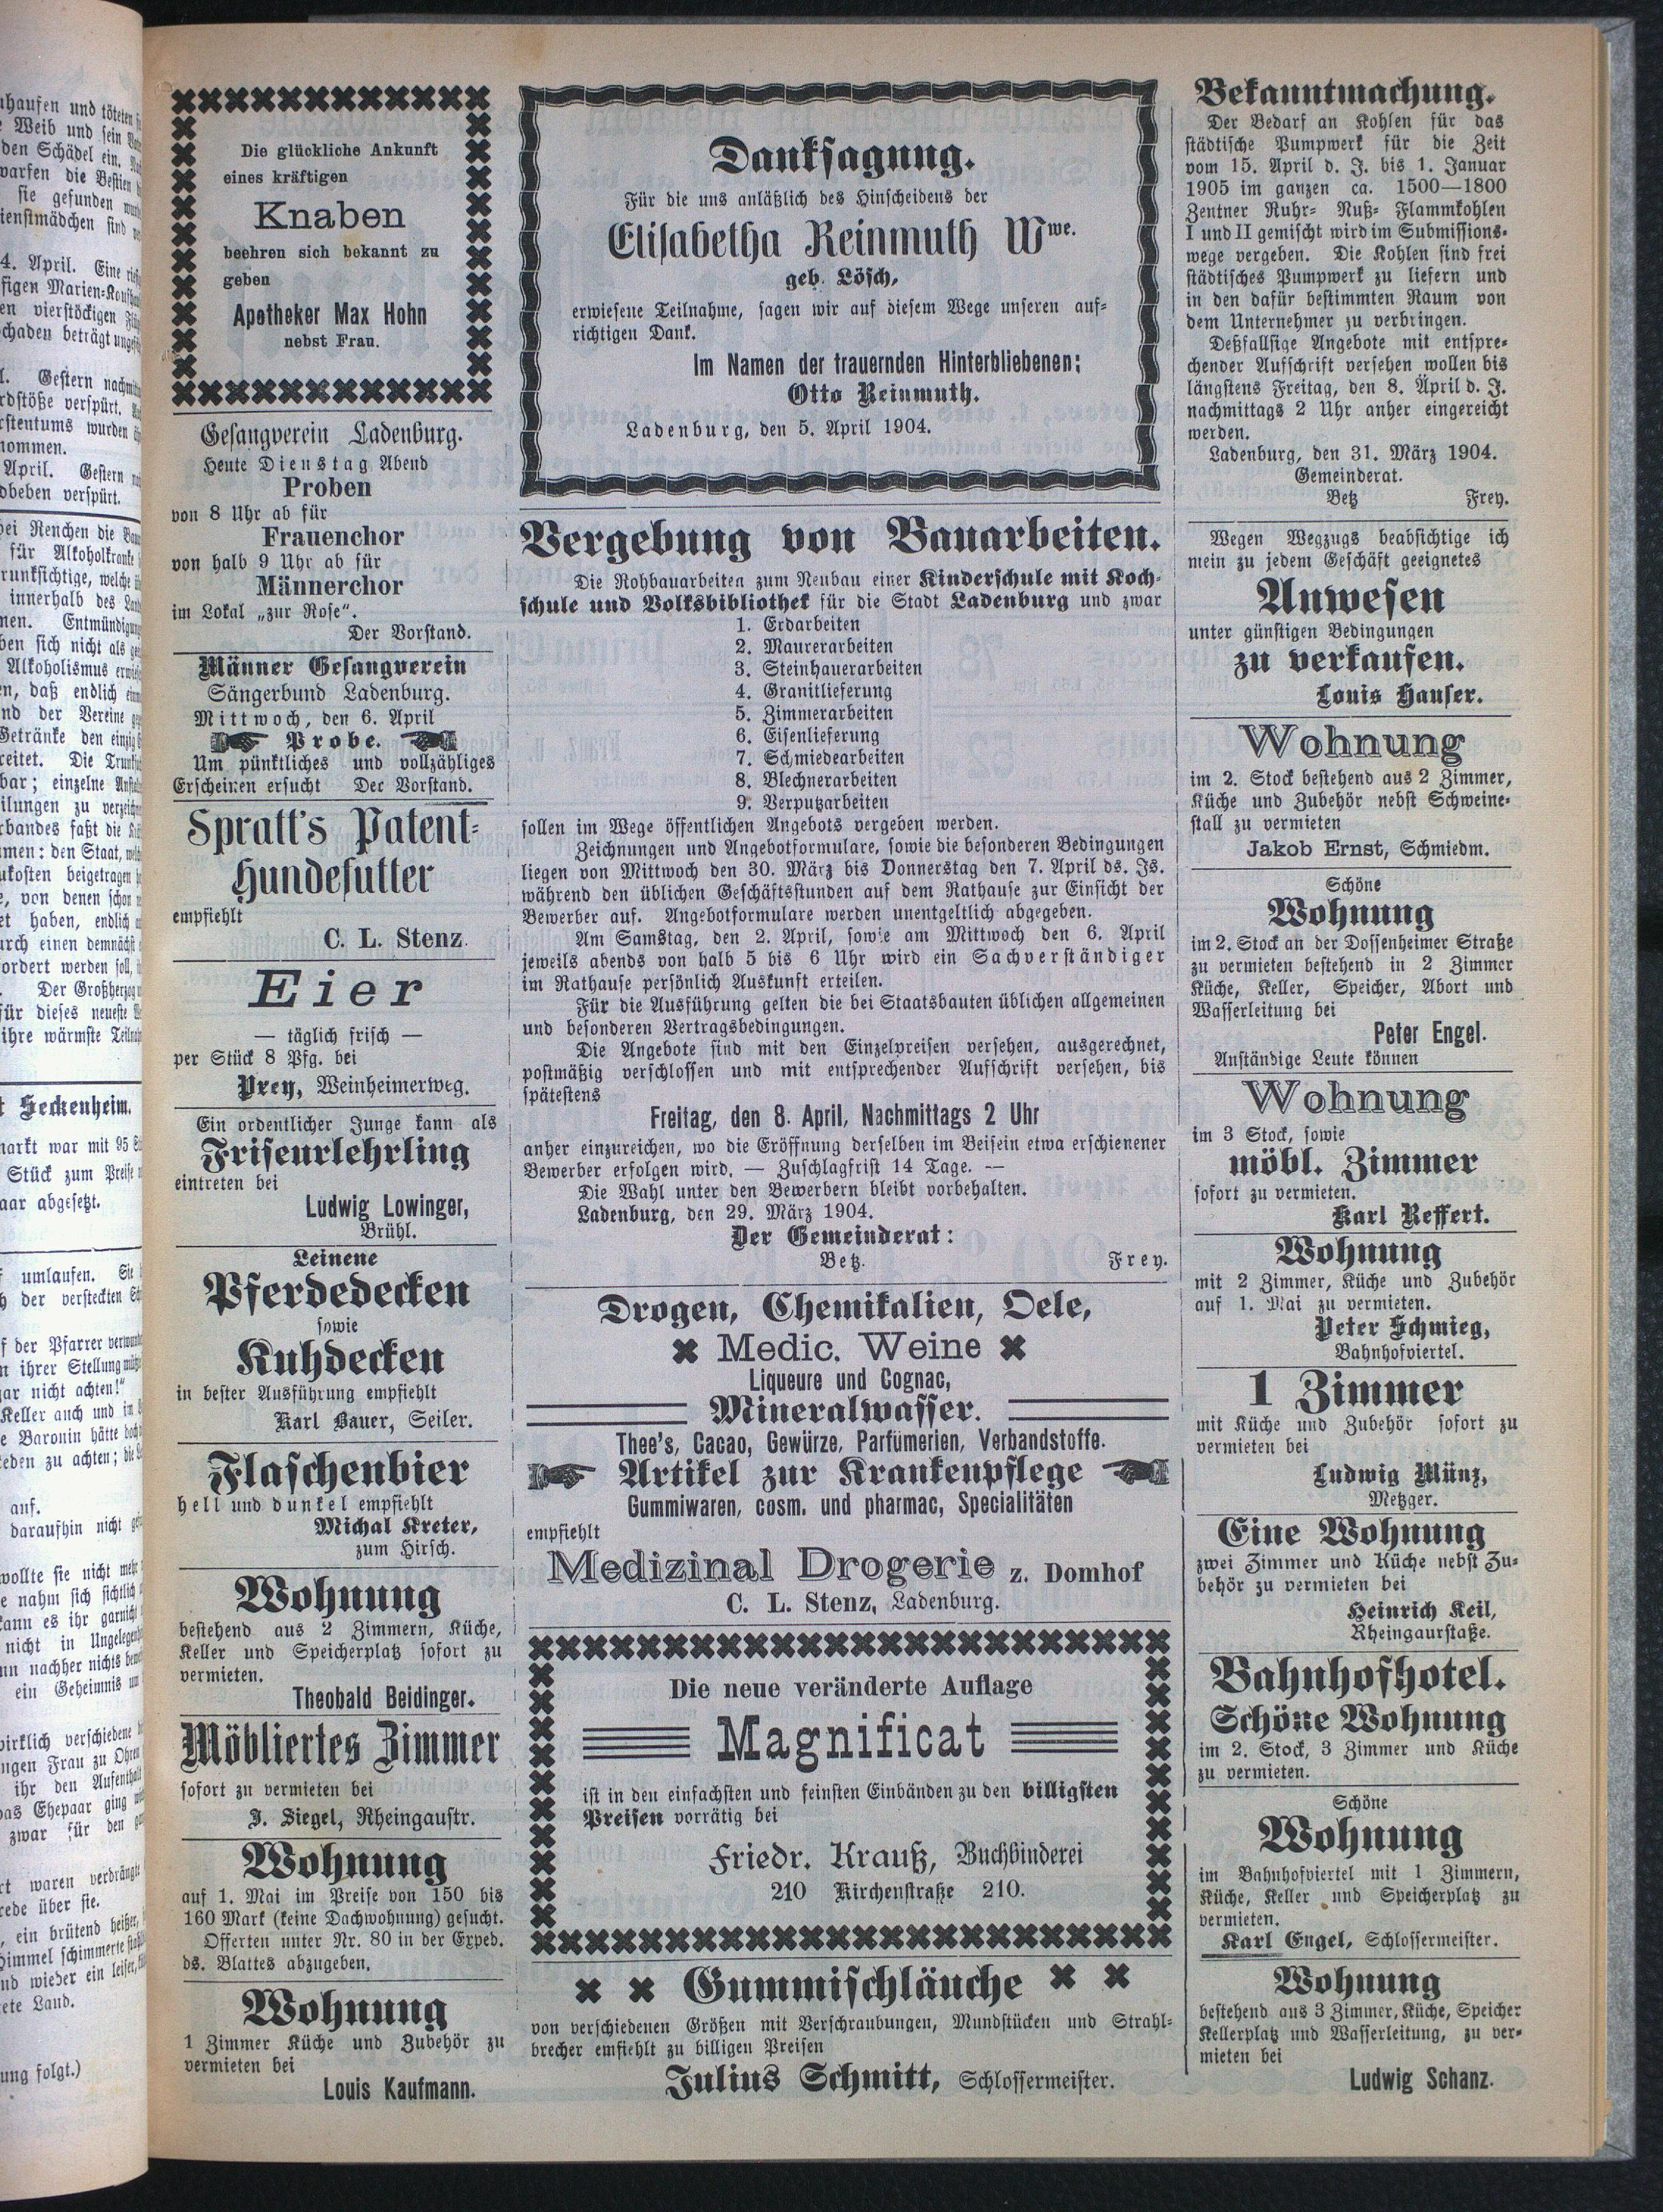 Die glückliche Ankunft
eines kräftigen
Knaben
beehren sich bekannt zu
geben
Apotheker Max Hohn
nebst Frau.
Gesangverein Ladenburg.
Heute Dienstag Abend
Proben
von 8 Uhr ab für
Frauenchor
von halb 9 Uhr ab für
Männerchor
im Lokal „zur Rose“.
Der Vorstand.
Männer Gesangverein
Sängerbund Ladenburg.
Mittwoch, den 6. April
Probe.
Um pünktliches und vollzähliges
Erscheinen ersucht Der Vorstand.
Spratt's Patent-
Hundefutter
empfiehlt
C. L. Stenz.
Eier
— täglich frisch —
per Stück 8 Pfg. bei
Prey, Weinheimerweg.
Ein ordentlicher Junge kann als
Friseurlehrling
eintreten bei
Ludwig Lowinger,
Brühl.
Leinene
Pferdedecken
sowie
Kuhdecken
in bester Ausführung empfiehlt
Karl Bauer, Seiler.
Flaschenbier
hell und dunkel empfiehlt
Michal Kreter,
zum Hirsch.
Wohnung
bestehend aus 2 Zimmern, Küche,
Keller und Speicherplatz sofort zu
vermieten.
Theobald Beidinger.
Möbliertes Zimmer
sofort zu vermieten bei
J. Siegel, Rheingaustr.
Wohnung
auf 1. Mai im Preise von 150 bis
160 Mark (keine Dachwohnung) gesucht.
Offerten unter Nr. 80 in der Exped.
ds. Blattes abzugeben.
Wohnung
1 Zimmer Küche und Zubehör zu
vermieten bei
Louis Kaufmann.
Danksagung.
Für die uns anläßlich des Hinscheidens der
Elisabetha Reinmuth Wwe.
geb. Lösch,
erwiesene Teilnahme, sagen wir auf diesem Wege unseren auf-
richtigen Dank.
Im Namen der trauernden Hinterbliebenen:
Otto Reinmuth.
Ladenburg, den 5. April 1904.
Vergebung von Bauarbeiten.
Die Rohbauarbeiten zum Neubau einer Kinderschule mit Koch-
schule und Volksbibliothek für die Stadt Ladenburg und zwar
1. Erdarbeiten
2. Maurerarbeiten
3. Steinhauerarbeiten
4. Granitlieferung
5. Zimmerarbeiten
6. Eisenlieferung
7. Schmiedearbeiten
8. Blechnerarbeiten
9. Verputzarbeiten
sollen im Wege öffentlichen Angebots vergeben werden.
Zeichnungen und Angebotformulare, sowie die besonderen Bedingungen
liegen von Mittwoch den 30. März bis Donnerstag den 7. April ds. Js.
während den üblichen Geschäftsstunden auf dem Rathause zur Einsicht der
Bewerber auf. Angebotformulare werden unentgeltlich abgegeben.
Am Samstag, den 2. April, sowie am Mittwoch den 6. April
jeweils abends von halb 5 bis 6 Uhr wird ein Sachverständiger
im Rathause persönlich Auskunft erteilen.
Für die Ausführung gelten die bei Staatsbauten üblichen allgemeinen
und besonderen Vertragsbedingungen.
Die Angebote sind mit den Einzelpreisen versehen, ausgerechnet,
postmäßig verschlossen und mit entsprechender Aufschrift versehen, bis
spätestens
Freitag, den 8. April, Nachmittags 2 Uhr
anher einzureichen, wo die Eröffnung derselben im Beisein etwa erschienener
Bewerber erfolgen wird. — Zuschlagfrist 14 Tage. —
Die Wahl unter den Bewerbern bleibt vorbehalten.
Ladenburg, den 29. März 1904.
Der Gemeinderat:
Betz. Frey.
Drogen, Chemikalien, Oele,
Medic. Weine
Liqueure und Cognac,
Mineralwasser.
Thee's, Cacao, Gewürze, Parfümerien, Verbandstoffe.
Artikel zur Krankenpflege
Gummiwaren, cosm. und pharmac, Specialitäten
empfiehlt
Medizinal Drogerie z. Domhof
C. L. Stenz, Ladenburg.
Die neue veränderte Auflage
Magnificat
ist in den einfachsten und feinsten Einbänden zu den billigsten
Preisen vorrätig bei
Friedr. Krauß, Buchbinderei
210 Kirchenstraße 210.
Gummischläuche
von verschiedenen Größen mit Verschraubungen, Mundstücken und Strahl-
brecher emfiehlt zu billigen Preisen
Julius Schmitt, Schlossermeister.
Bekanntmachung.
Der Bedarf an Kohlen für das
städtische Pumpwerk für die Zeit
vom 15. April d. J. bis 1. Januar
1905 im ganzen ca. 1500—1800
Zentner Ruhr- Nuß- Flammkohlen
I und II gemischt wird im Submissions-
wege vergeben. Die Kohlen sind frei
städtisches Pumpwerk zu liefern und
in den dafür bestimmten Raum von
dem Unternehmer zu verbringen.
Deßfallsige Angebote mit entspre-
chender Aufschrift versehen wollen bis
längstens Freitag, den 8. April d. J.
nachmittags 2 Uhr anher eingereicht
werden.
Ladenburg, den 31. März 1904.
Gemeinderat.
Betz Frey.
Wegen Wegzugs beabsichtige ich
mein zu jedem Geschäft geeignetes
Anwesen
unter günstigen Bedingungen
zu verkaufen.
Louis Hauser.
Wohnung
im 2. Stock bestehend aus 2 Zimmer,
Küche und Zubehör nebst Schweine-
stall zu vermieten
Jakob Ernst, Schmiedm.
Schöne
Wohnung
im 2. Stock an der Dossenheimer Straße
zu vermieten bestehend in 2 Zimmer
Küche, Keller, Speicher, Abort und
Wasserleitung bei
Peter Engel.
Anständige Leute können
Wohnung
im 3 Stock, sowie
möbl. Zimmer
sofort zu vermieten.
Karl Reffert.
Wohnung
mit 2 Zimmer, Küche und Zubehör
auf 1. Mai zu vermieten.
Peter Schmieg,
Bahnhofviertel.
1 Zimmer
mit Küche und Zubehör sofort zu
vermieten bei
Ludwig Münz,
Metzger.
Eine Wohnung
zwei Zimmer und Küche nebst Zu-
behör zu vermieten bei
Heinrich Keil,
Rheingaurstaße.
Bahnhofhotel.
Schöne Wohnung
im 2. Stock, 3 Zimmer und Küche
zu vermieten.
Schöne
Wohnung
im Bahnhofviertel mit 1 Zimmern,
Küche, Keller und Speicherplatz zu
vermieten.
Karl Engel, Schlossermeister.
Wohnung
bestehend aus 3 Zimmer, Küche, Speicher
Kellerplatz und Wasserleitung, zu ver-
mieten bei
Ludwig Schanz.